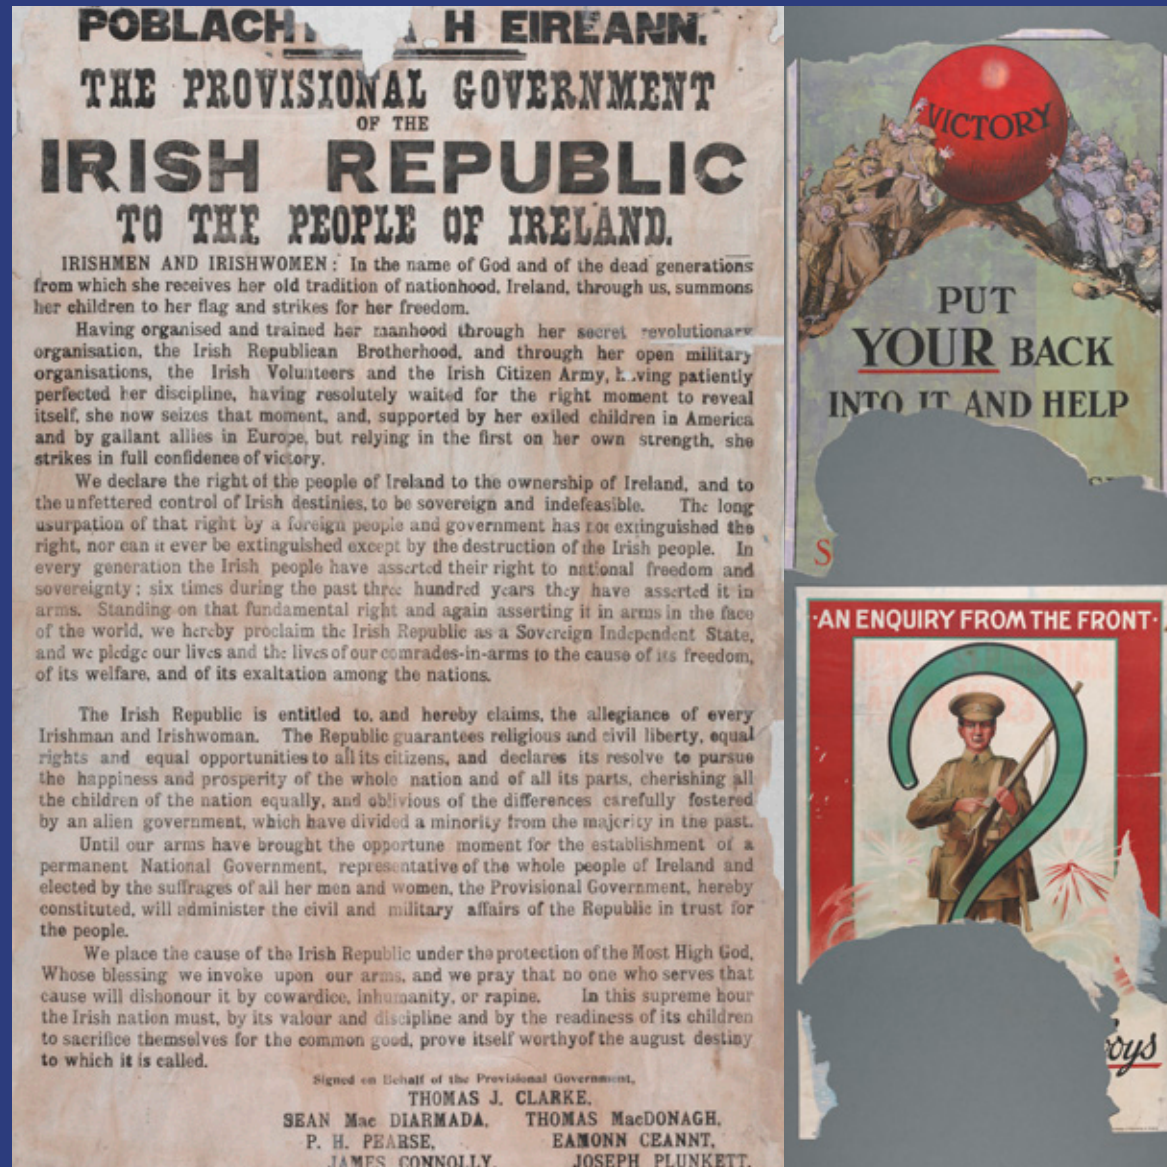 POBLACH H EIREANN.
THE PROVISIONAL GOVERNMENT
OF THE
IRISH REPUBLIC
TO THE PEOPLE OF IRELAND.
IRISHMEN AND IRISHWOMEN: In the name of God and of the dead generations
from which she receives her old tradition of nationhood, Ireland, through us, summons
her children to her flag and strikes for her freedom.
Having organised and trained her manhood through her secret revolutionary
organisation, the Irish Republican Brotherhood, and through her open military
organisations, the Irish Volunteers and the Irish Citizen Army, having patiently
perfected her discipline, having resolutely waited for the right moment to reveal
itself, she now seizes that moment, and, supported by her exiled children in America
and by gallant allies in Europe, but relying in the first on her own strength, she
strikes in full confidence of victory.
We declare the right of the people of Ireland to the ownership of Ireland, and to
the unfettered control of Irish destinies, to be sovereign and indefeasible. The long
usurpation of that right by a foreign people and government has not extinguished the
right, nor can it ever be extinguished except by the destruction of the Irish people. In
every generation the Irish people have asserted their right to national freedom and
sovereignty; six times during the past three hundred years they have asserted it in
arms. Standing on that fundamental right and again asserting it in arms in the face
of the world, we hereby proclaim the Irish Republic as a Sovereign Independent State,
and we pledge our lives and the lives of our comrades-in-arms to the cause of its freedom,
of its welfare, and of its exaltation among the nations.
The Irish Republic is entitled to, and hereby claims, the allegiance of every
Irishman and Irishwoman. The Republic guarantees religious and civil liberty, equal
rights and equal opportunities to all its citizens, and declares its resolve to pursue
the happiness and prosperity of the whole nation and of all its parts, cherishing all
the children of the nation equally, and oblivious of the differences carefully fostered
by an alien government, which have divided a minority from the majority in the past.
Until our arms have brought the opportune moment for the establishment of a
permanent National Government, representative of the whole people of Ireland and
elected by the suffrages of all her men and women, the Provisional Government, hereby
constituted, will administer the civil and military affairs of the Republic in trust for
the people.
We place the cause of the Irish Republic under the protection of the Most High God,
Whose blessing we invoke upon our arms, and we pray that no one who serves that
cause will dishonour it by cowardice, inhumanity, or rapine. In this supreme hour
the Irish nation must, by its valour and discipline and by the readiness of its children
to sacrifice themselves for the common good, prove itself worthy of the august destiny
to which it is called.
Signed on Behalf of the Provisional Government,
THOMAS J. CLARKE,
SEAN Mac DIARMADA, THOMAS MacDONAGH,
P. H. PEARSE, EAMONN CEANNT,
JAMES CONNOLLY, JOSEPH PLUNKETT.
VICTORY
PUT
YOUR BACK
INTO IT AND HELP
S
·AN ENQUIRY FROM THE FRONT·